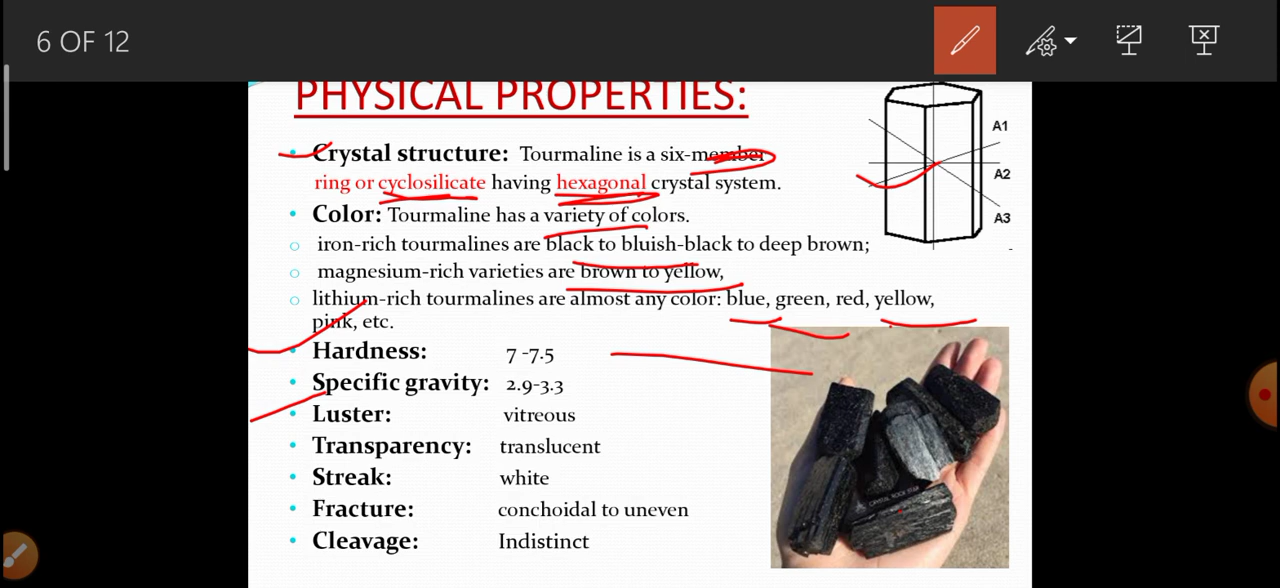 6 OF 12
PHYSICAL PROPERTIES:
• Crystal structure: Tourmaline is a six-member
ring or cyclosilicate having hexagonal crystal system.
• Color: Tourmaline has a variety of colors.
o iron-rich tourmalines are black to bluish-black to deep brown;
o magnesium-rich varieties are brown to yellow,
o lithium-rich tourmalines are almost any color: blue, green, red, yellow,
pink, etc.
• Hardness: 7 -7.5
• Specific gravity: 2.9-3.3
• Luster: vitreous
• Transparency: translucent
• Streak: white
• Fracture: conchoidal to uneven
• Cleavage: Indistinct
A1
A2
A3
CRYSTAL ROCK STAR